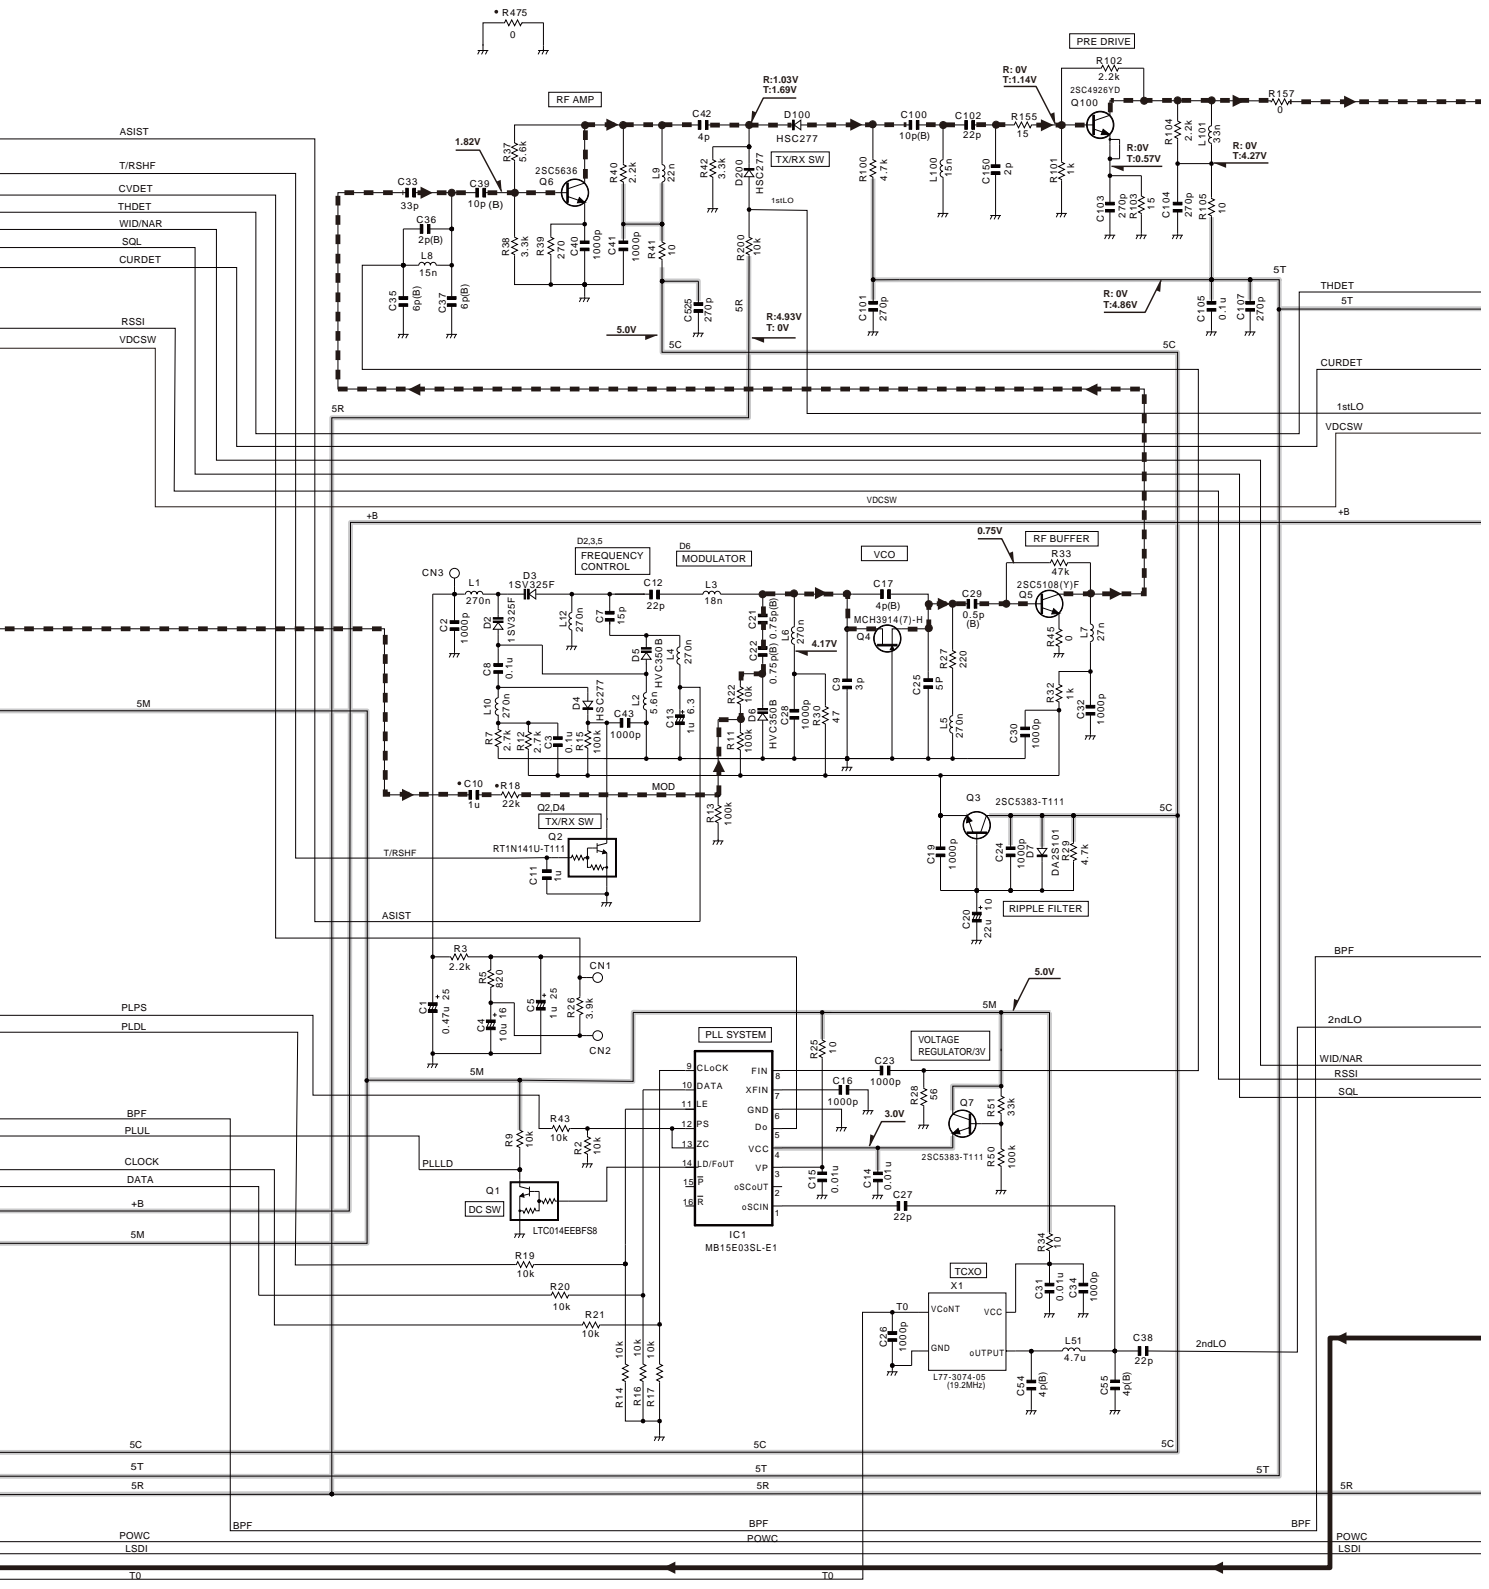 • R475
0
PRE DRIVE
R102
2.2k
2SC4926YD
Q100
R157
0
R:1.03V
T:1.69V
R: 0V
T:1.14V
RF AMP
C42
4p
D100
HSC277
TX/RX SW
C100
10p(B)
C102
22p
R155
15
R104
2.2k
L101
33n
R: 0V
T:4.27V
R:0V
T:0.57V
ASIST
T/RSHF
CVDET
THDET
WID/NAR
SQL
CURDET
RSSI
VDCSW
1.82V
R37
5.6k
2SC5636
Q6
R40
2.2k
L9
22n
R42
3.3k
D200
HSC277
1stLO
R100
4.7k
L100
15n
C150
2p
R101
1k
C103
270p
R103
15
C104
270p
R105
10
C33
33p
C39
10p (B)
C36
2p(B)
L8
15n
C35
6p(B)
C37
6p(B)
R38
3.3k
R39
270
C40
1000p
C41
1000p
R41
10
R200
10k
5R
C525
270p
5.0V
R:4.93V
T: 0V
C101
270p
R: 0V
T:4.86V
C105
0.1u
C107
270p
5T
THDET
5T
5C
5C
CURDET
5R
1stLO
VDCSW
VDCSW
+B
+B
D2,3,5
FREQUENCY
CONTROL
D6
MODULATOR
VCO
0.75V
RF BUFFER
R33
47k
2SC5108(Y)F
Q5
CN3
L1
270n
D3
1SV325F
C12
22p
L3
18n
C17
4p(B)
MCH3914(7)-H
Q4
C29
0.5p
(B)
C2
1000p
D2
1SV325F
L12
270n
C7
15p
C21
0.75p(B)
C22
0.75p(B)
L6
270n
4.17V
R45
0
L7
27n
C8
0.1u
D5
HVC350B
L4
270n
R22
10k
R27
220
R32
1k
C32
1000p
L10
270n
D4
HSC277
L2
5.6n
C13
1u 6.3
C43
1000p
R7
2.7k
R12
2.7k
C3
0.1u
R15
100k
R11
100k
D6
HVC350B
C28
1000p
R30
47
C9
3p
C25
5P
L5
270n
C30
1000p
5M
• C10
1u
•R18
22k
MOD
R13
100k
Q2,D4
TX/RX SW
Q2
RT1N141U-T111
T/RSHF
C11
1u
Q3
2SC5383-T111
5C
C19
1000p
C24
1000p
D7
DA2S101
R29
4.7k
C20
22u 10
RIPPLE FILTER
ASIST
BPF
R3
2.2k
R5
820
CN1
C1
0.47u 25
C4
10u 16
C5
1u 25
R26
3.9k
CN2
5.0V
5M
PLPS
PLDL
PLL SYSTEM
R25
10
VOLTAGE
REGULATOR/3V
2ndLO
WID/NAR
RSSI
SQL
5M
9 CLoCK
10 DATA
11 LE
12 PS
13 ZC
14 LD/FoUT
15 P
16 R
FIN 8
XFIN 7
GND 6
Do 5
VCC 4
VP 3
oSCoUT 2
oSCIN 1
C23
1000p
C16
1000p
R28
56
Q7
2SC5383-T111
R51
33k
R50
100k
3.0V
BPF
PLUL
CLOCK
DATA
+B
5M
R9
10k
R43
10k
R2
10k
PLLLD
Q1
DC SW
LTC014EEBFS8
C15
0.01u
C14
0.01u
C27
22p
IC1
MB15E03SL-E1
R34
10
R19
10k
R20
10k
R21
10k
TCXO
X1
T0
VCoNT
VCC
GND
oUTPUT
L77-3074-05
(19.2MHz)
C26
1000p
C31
0.01u
C34
1000p
L51
4.7u
C38
22p
2ndLO
C54
4p(B)
C55
4p(B)
R14
10k
R16
10k
R17
10k
5C
5C
5C
5T
5T
5T
5R
5R
5R
BPF
BPF
BPF
POWC
POWC
POWC
LSDI
LSDI
T0
T0